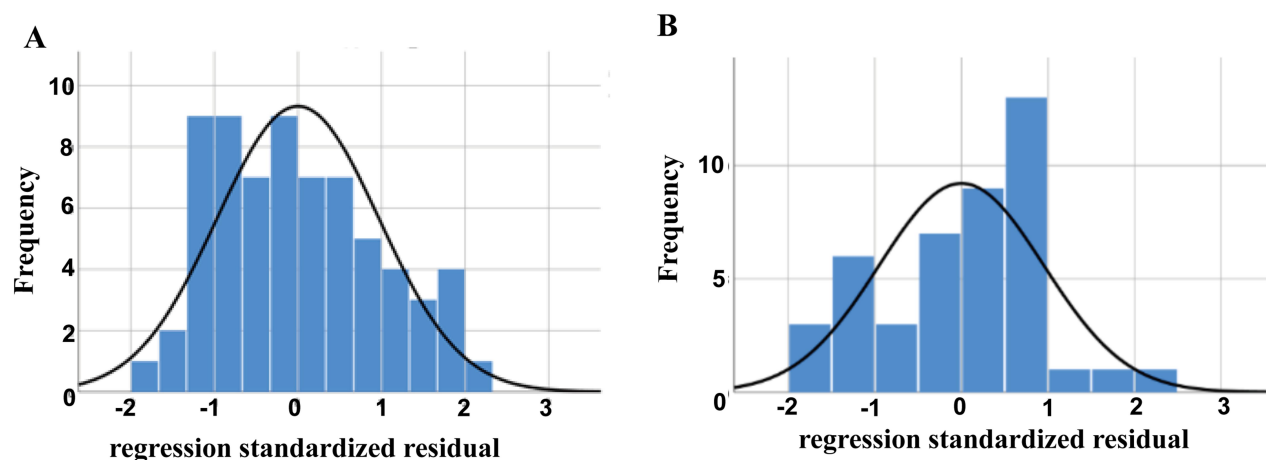 A
Frequency
10
8
6
4
2
0
-2 -1 0 1 2 3
regression standardized residual
B
Frequency
10
5
0
-2 -1 0 1 2 3
regression standardized residual